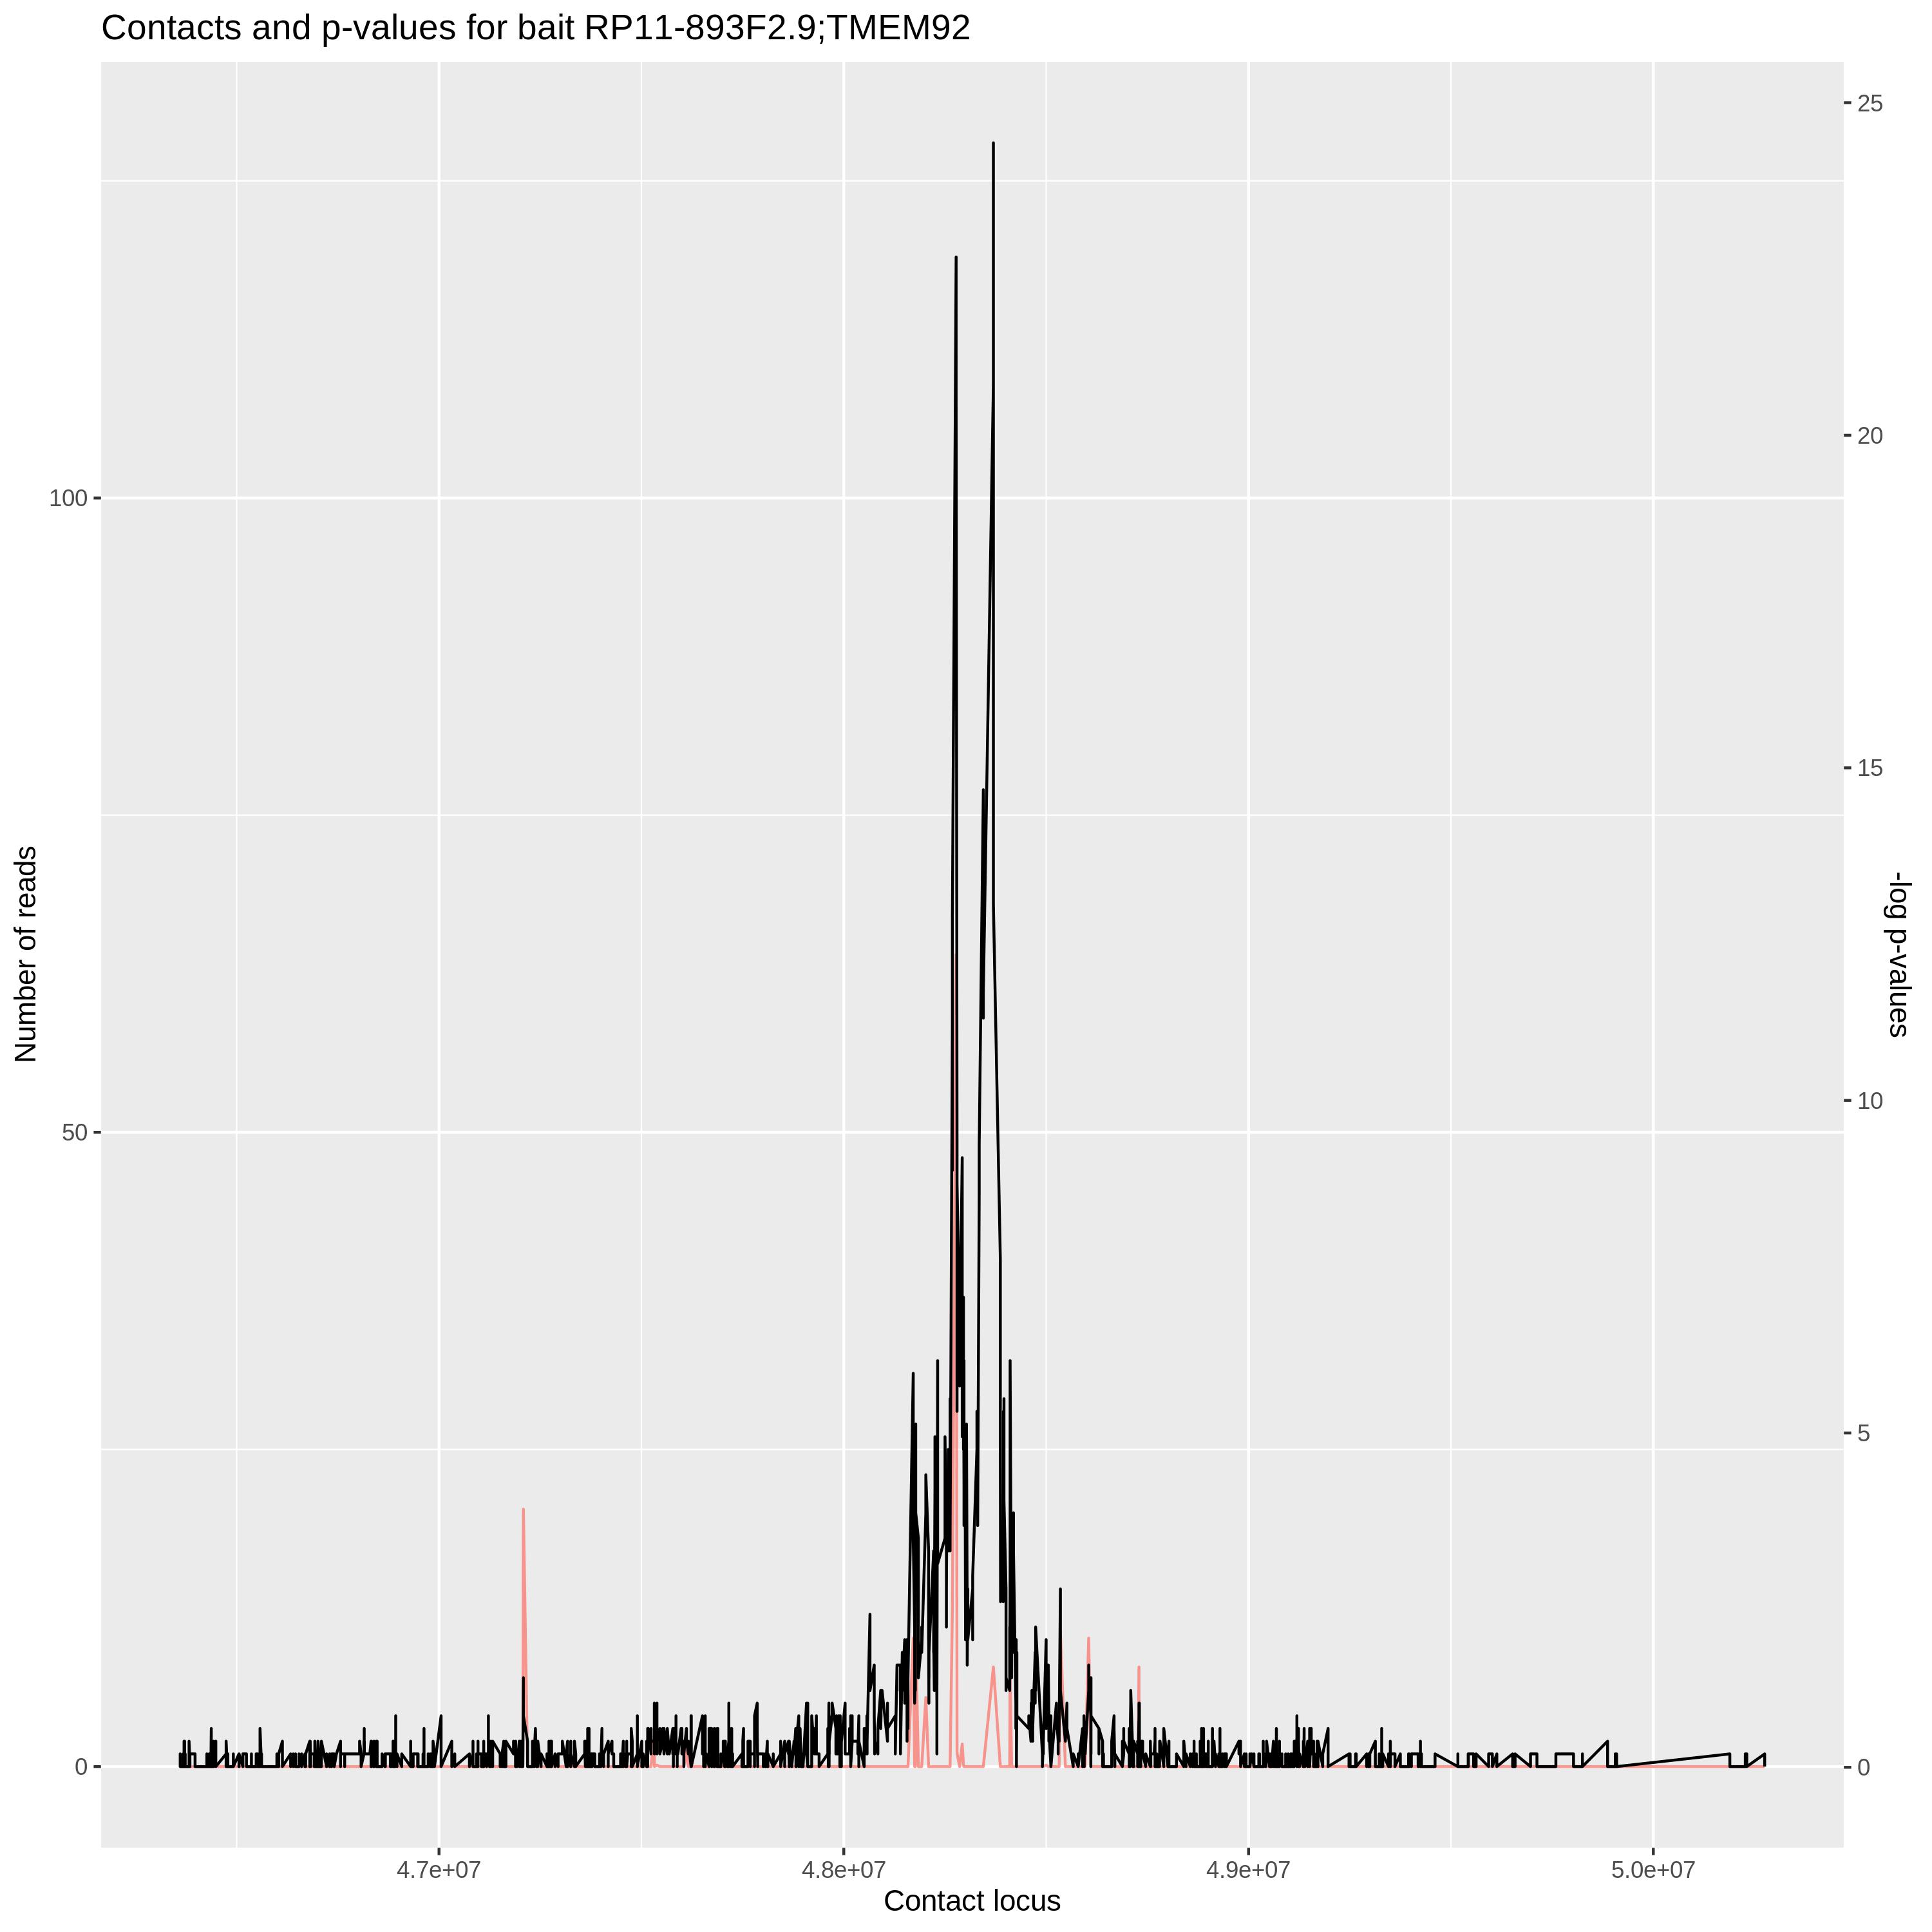 Contacts and p-values for bait RP11-893F2.9;TMEM92
Number of reads
100
50
0
25
20
15
10
5
0
-log p-values
4.7e+07
4.8e+07
4.9e+07
5.0e+07
Contact locus